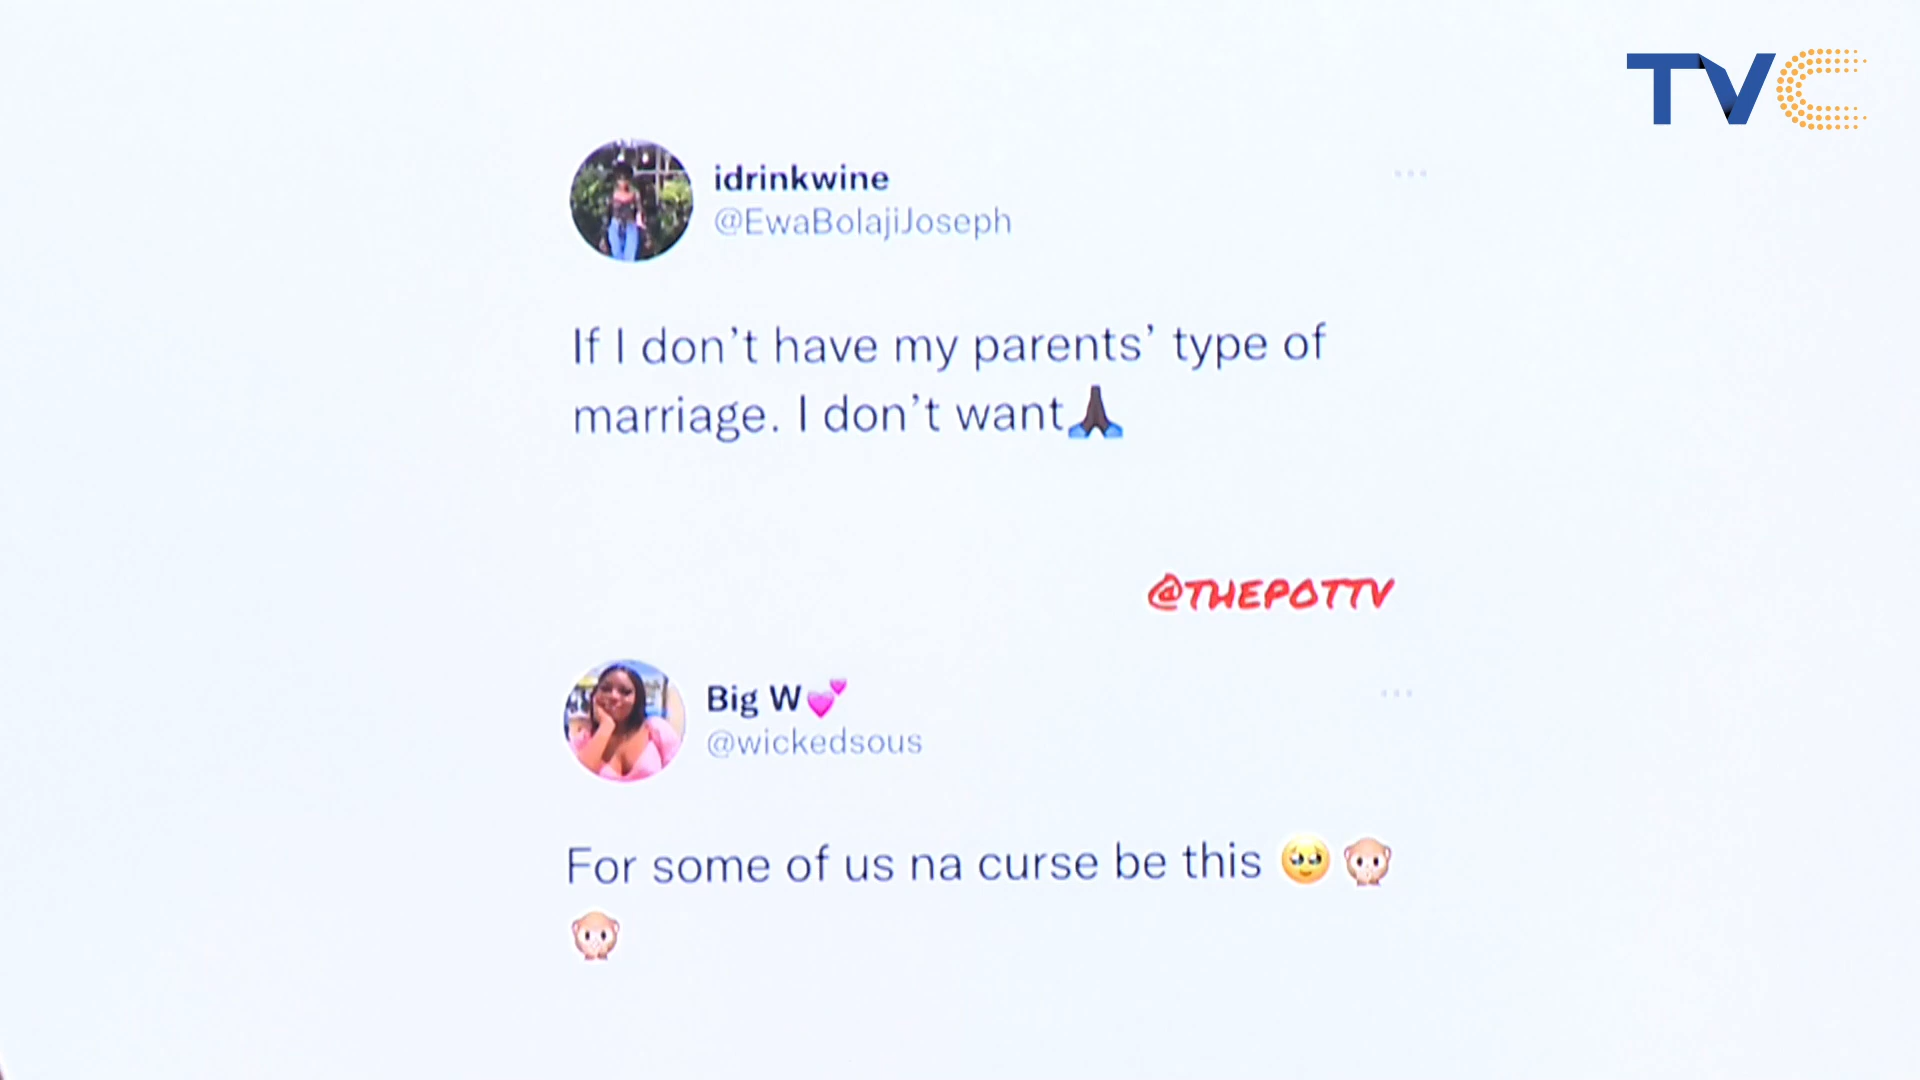 TVC
idrinkwine
@EwaBolajiJoseph
If I don’t have my parents’ type of
marriage. I don’t want🙏🏿
@THEPOTTV
Big W💕
@wickedsous
For some of us na curse be this 🥹🙊
🙊